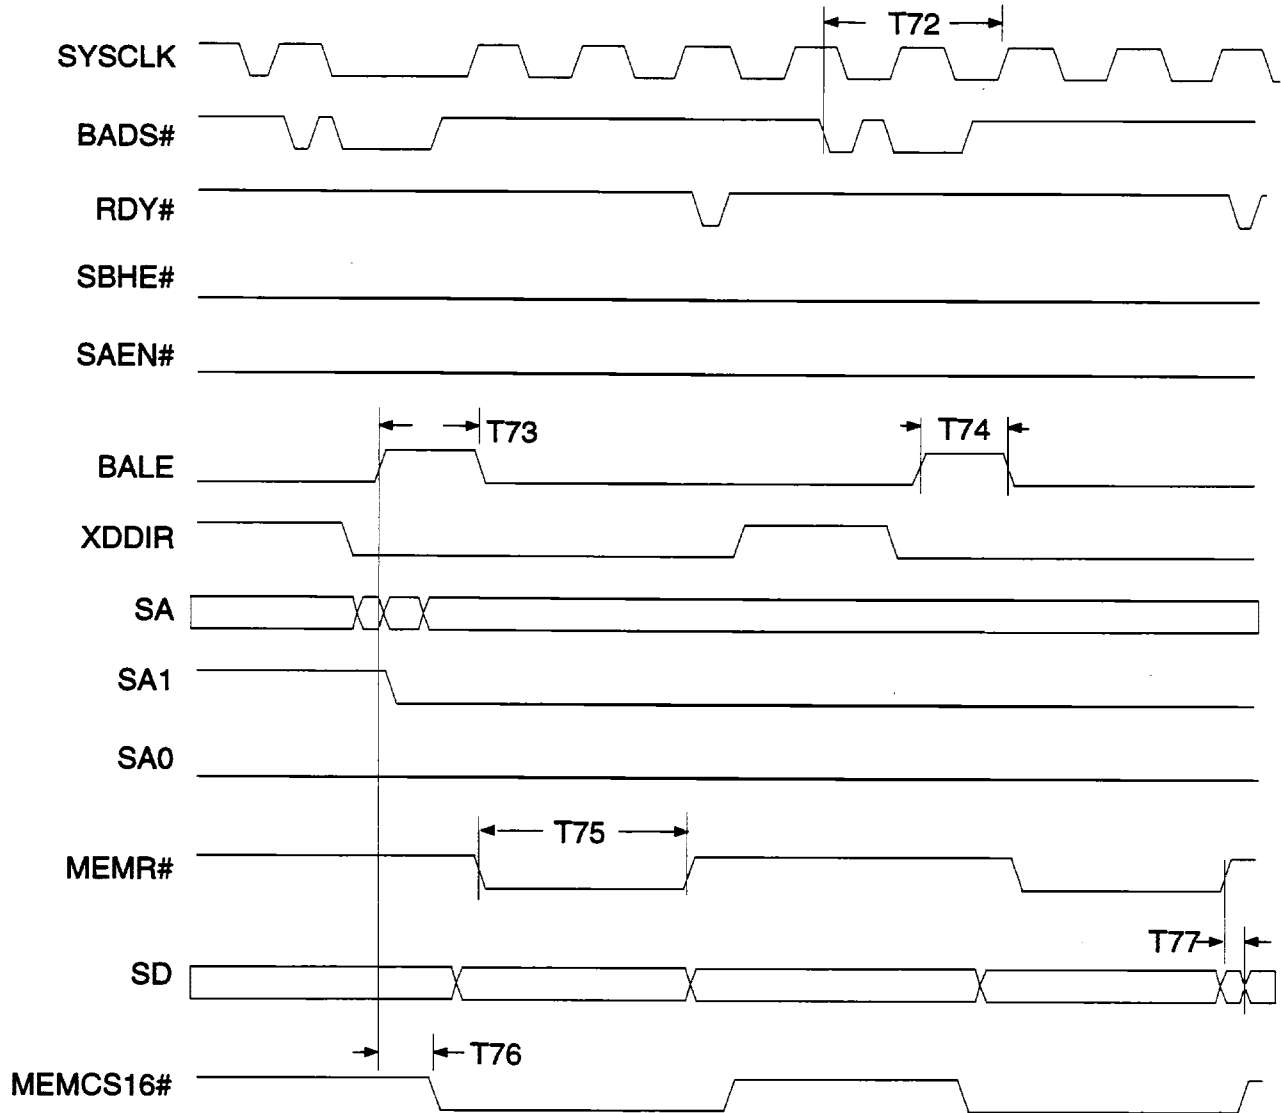 T72
SYSCLK
BADS#
RDY#
SBHE#
SAEN#
T73
T74
BALE
XDDIR
SA
SA1
SA0
T75
MEMR#
T77
SD
T76
MEMCS16#